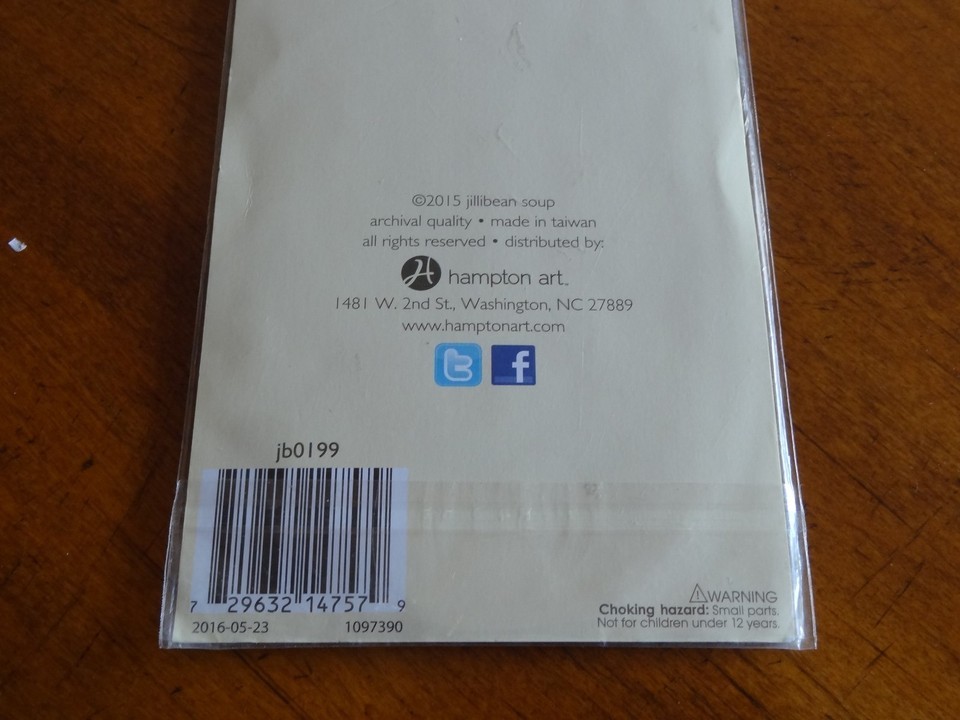 ©2015 jillibean soup
archival quality • made in taiwan
all rights reserved • distributed by:
H hampton art™
1481 W. 2nd St., Washington, NC 27889
www.hamptonart.com
t f
jb0199
7 29632 14757 9
2016-05-23 1097390
⚠WARNING
Choking hazard: Small parts.
Not for children under 12 years.